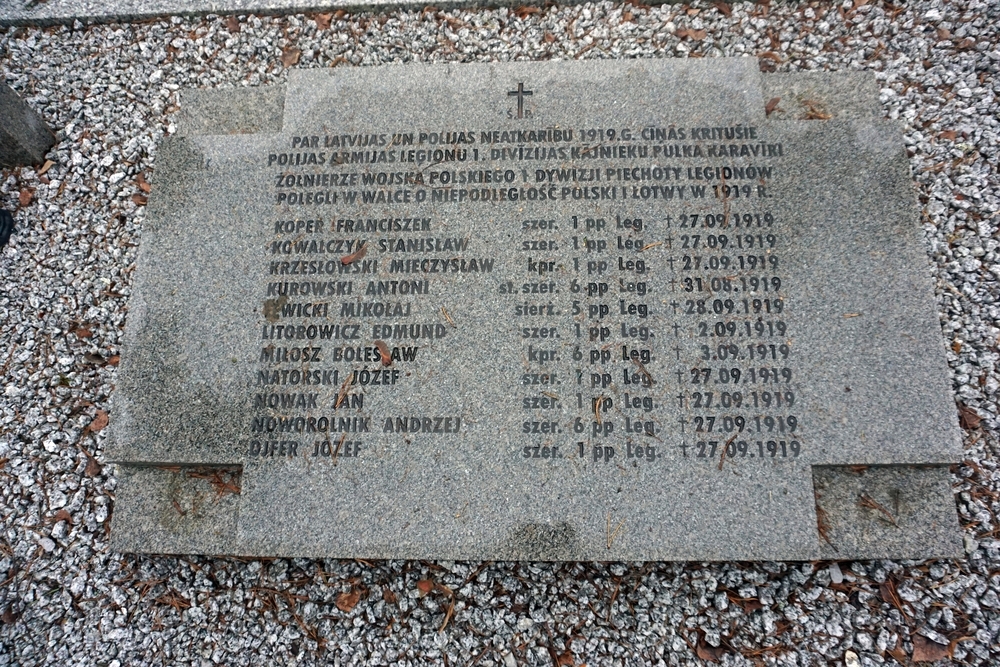 Ś. P.
PAR LATVIJAS UN POLIJAS NEATKARĪBU 1919.G. CĪŅĀS KRITUŠIE
POLIJAS ARMIJAS LEĢIONU 1. DIVĪZIJAS KĀJNIEKU PULKA KARAVĪRI
ŻOŁNIERZE WOJSKA POLSKIEGO 1 DYWIZJI PIECHOTY LEGIONÓW
POLEGLI W WALCE O NIEPODLEGŁOŚĆ POLSKI I ŁOTWY W 1919 R.
KOPER FRANCISZEK szer. 1 pp Leg. † 27.09.1919
KOWALCZYK STANISŁAW szer. 1 pp Leg. † 27.09.1919
KRZESŁOWSKI MIECZYSŁAW kpr. 1 pp Leg. † 27.09.1919
KUROWSKI ANTONI st. szer. 6 pp Leg. † 31.08.1919
LEWICKI MIKOŁAJ sierż. 5 pp Leg. † 28.09.1919
LITOROWICZ EDMUND szer. 1 pp Leg. † 2.09.1919
MIŁOSZ BOLESŁAW kpr. 6 pp Leg. † 3.09.1919
NATORSKI JÓZEF szer. 1 pp Leg. † 27.09.1919
NOWAK JAN szer. 1 pp Leg. † 27.09.1919
NOWOROLNIK ANDRZEJ szer. 6 pp Leg. † 27.09.1919
OJFER JÓZEF szer. 1 pp Leg. † 27.09.1919